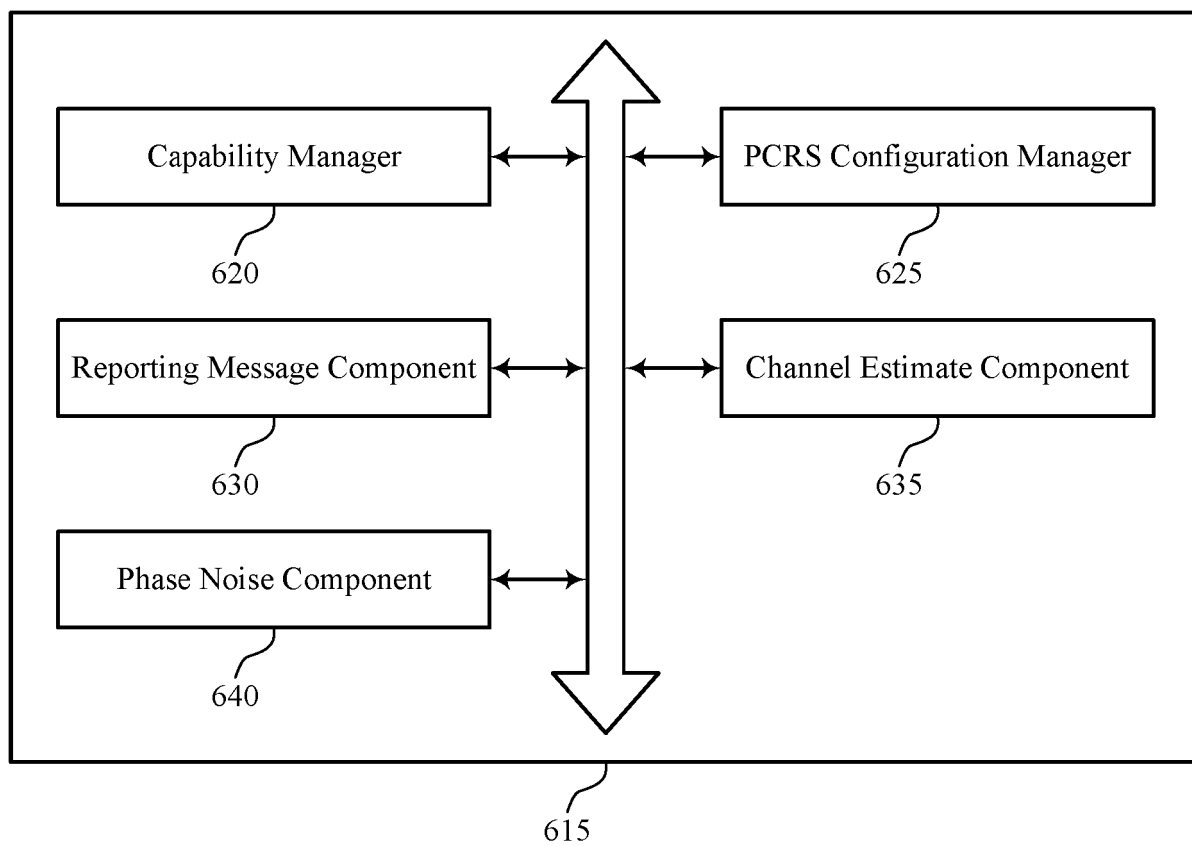 Capability Manager
PCRS Configuration Manager
620
625
Reporting Message Component
Channel Estimate Component
630
635
Phase Noise Component
640
615